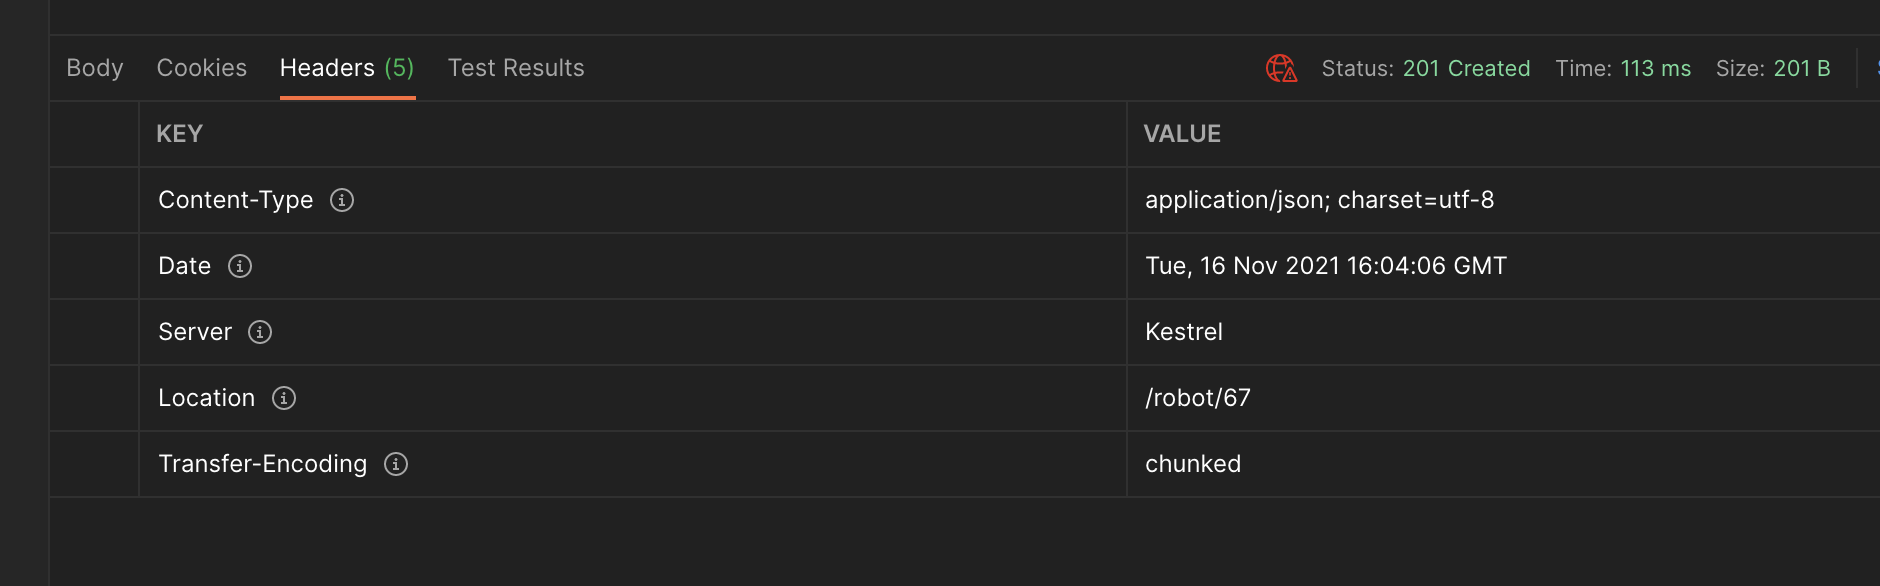 Body Cookies Headers (5) Test Results Status: 201 Created Time: 113 ms Size: 201 B
KEY VALUE
Content-Type application/json; charset=utf-8
Date Tue, 16 Nov 2021 16:04:06 GMT
Server Kestrel
Location /robot/67
Transfer-Encoding chunked